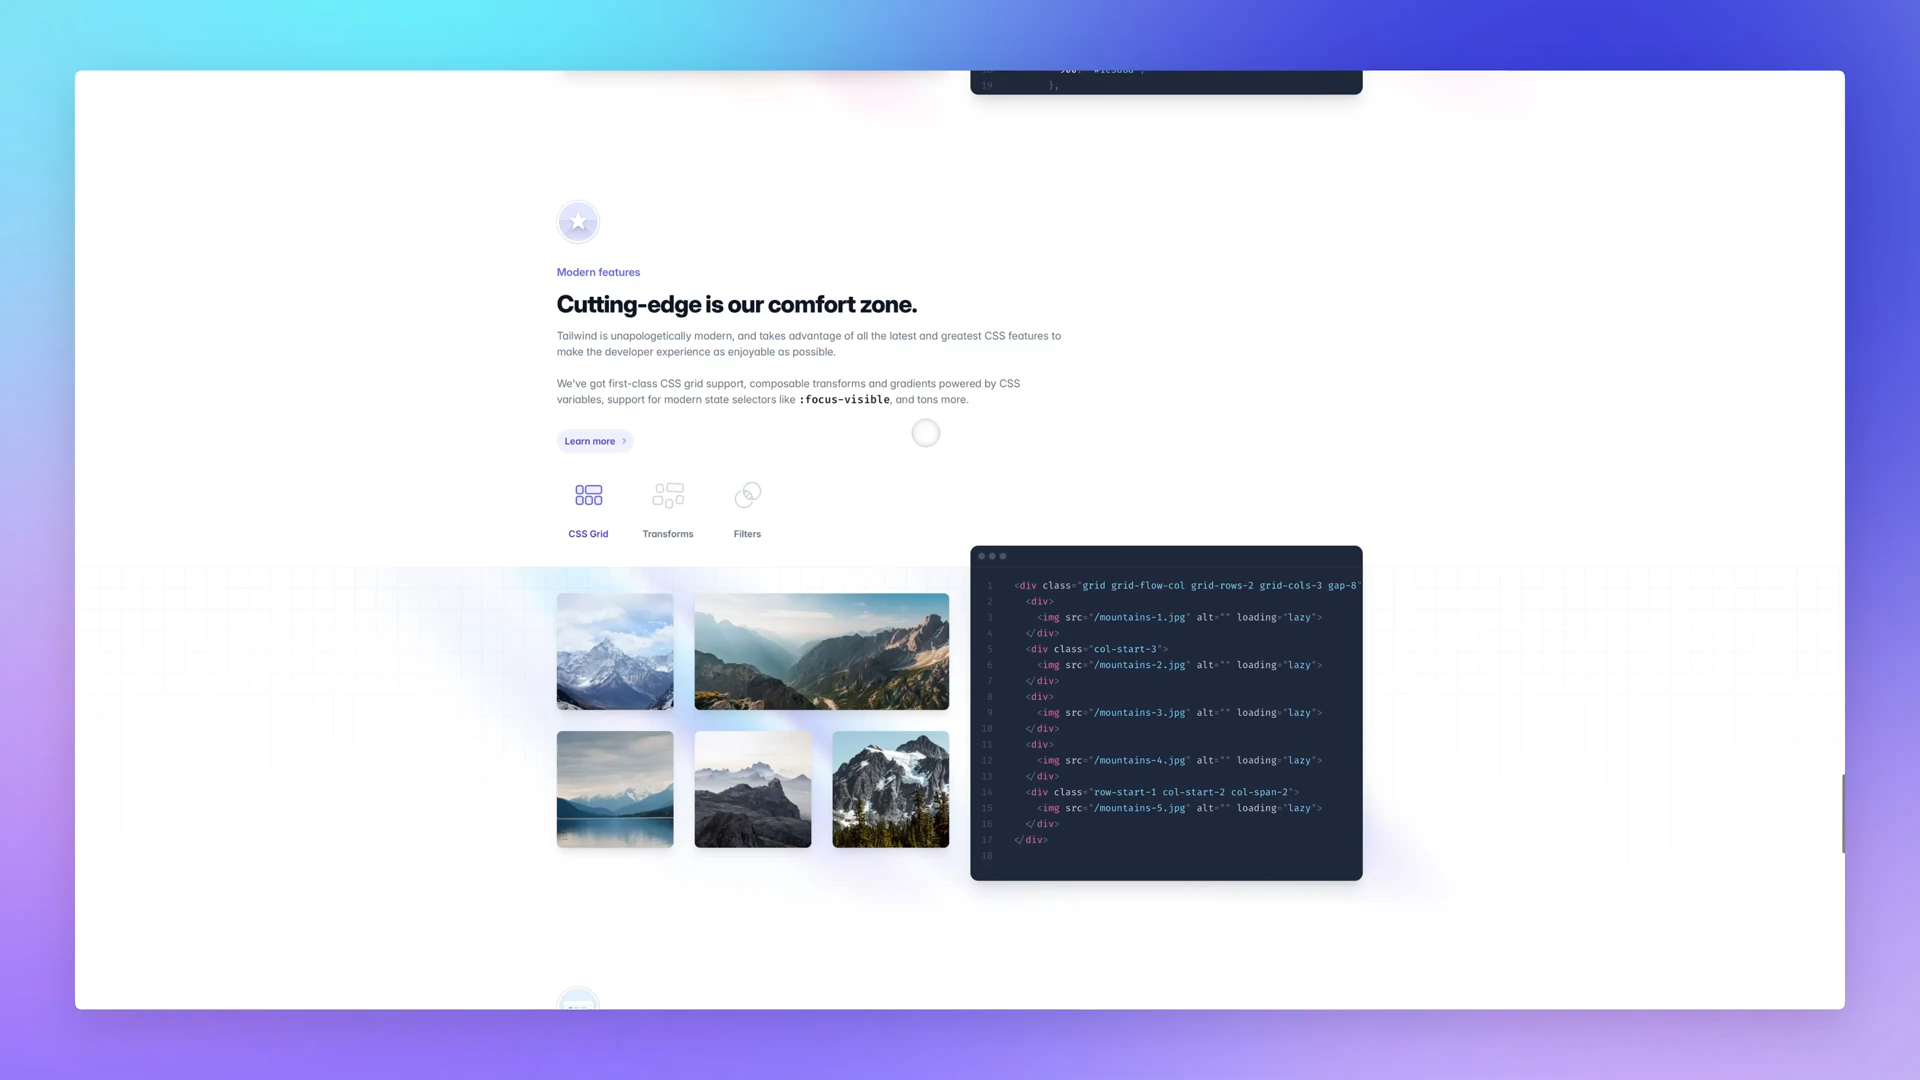 19 },
Modern features
Cutting-edge is our comfort zone.
Tailwind is unapologetically modern, and takes advantage of all the latest and greatest CSS features to
make the developer experience as enjoyable as possible.
We've got first-class CSS grid support, composable transforms and gradients powered by CSS
variables, support for modern state selectors like :focus-visible, and tons more.
Learn more
CSS Grid Transforms Filters
1 <div class="grid grid-flow-col grid-rows-2 grid-cols-3 gap-8"
2 <div>
3 <img src="/mountains-1.jpg" alt="" loading="lazy">
4 </div>
5 <div class="col-start-3">
6 <img src="/mountains-2.jpg" alt="" loading="lazy">
7 </div>
8 <div>
9 <img src="/mountains-3.jpg" alt="" loading="lazy">
10 </div>
11 <div>
12 <img src="/mountains-4.jpg" alt="" loading="lazy">
13 </div>
14 <div class="row-start-1 col-start-2 col-span-2">
15 <img src="/mountains-5.jpg" alt="" loading="lazy">
16 </div>
17 </div>
18